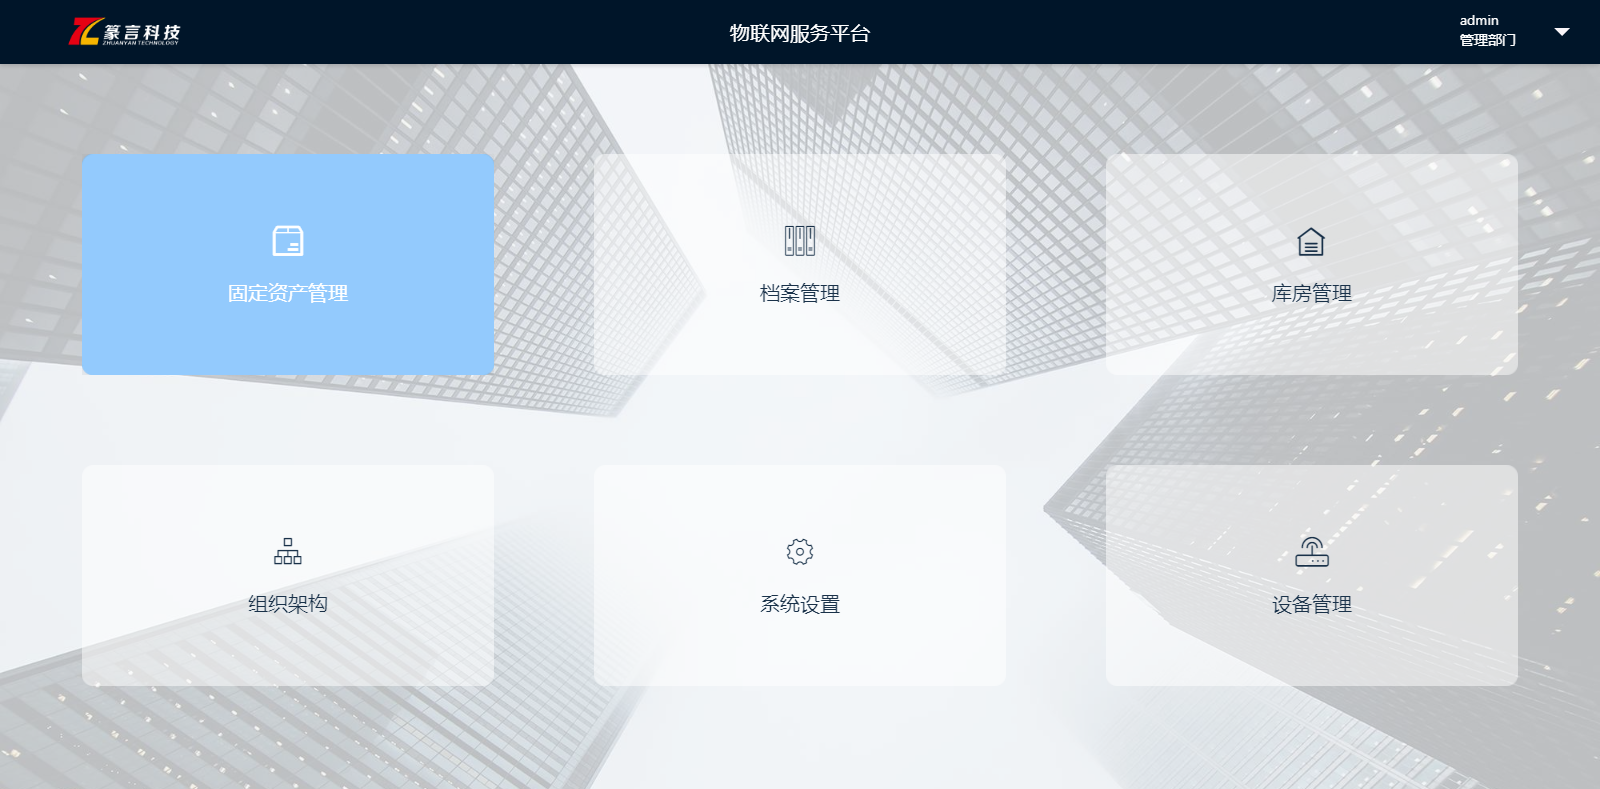 篆言科技
ZHUANYAN TECHNOLOGY
物联网服务平台
admin
管理部门
固定资产管理
档案管理
库房管理
组织架构
系统设置
设备管理